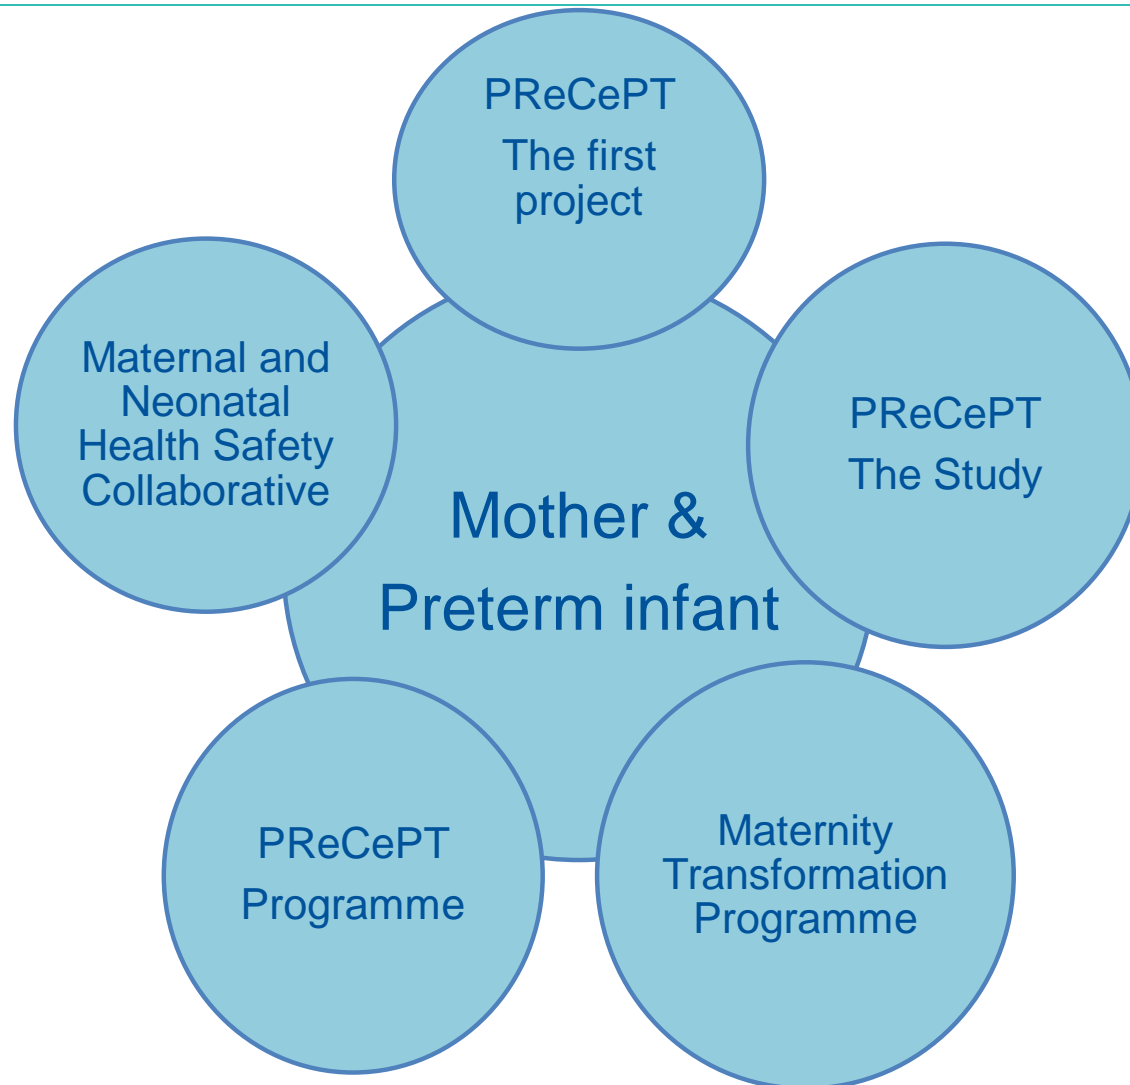 PReCePT
The first
project
Maternal and
Neonatal
Health Safety
Collaborative
PReCePT
The Study
Mother &
Preterm infant
PReCePT
Programme
Maternity
Transformation
Programme